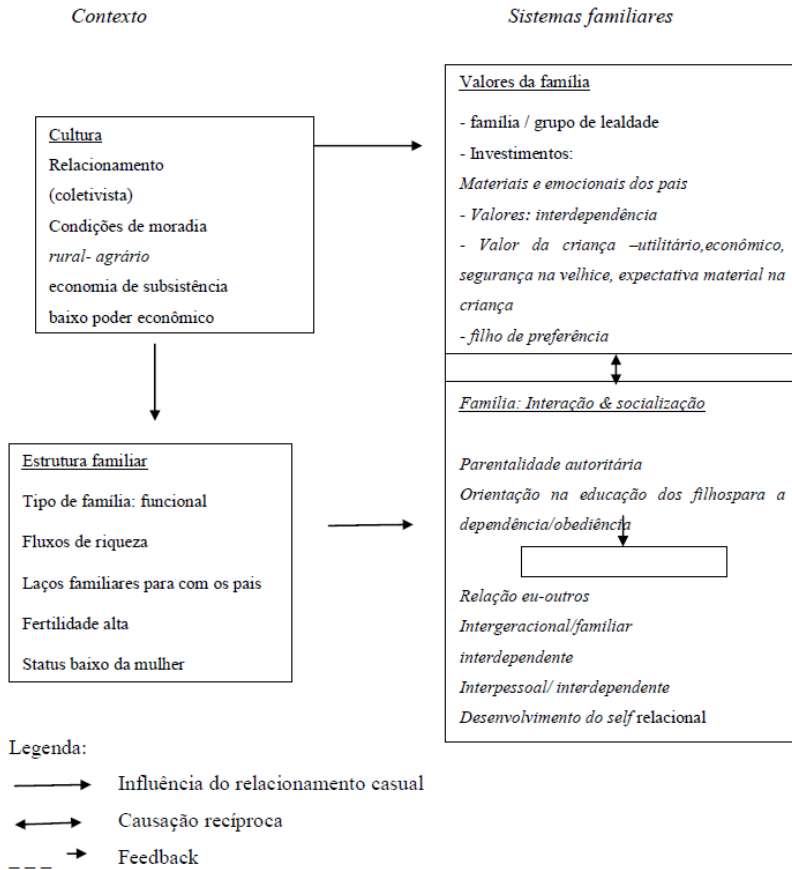 Contexto
Sistemas familiares
Cultura
Relacionamento
(coletivista)
Condições de moradia
rural- agrário
economia de subsistência
baixo poder econômico
Estrutura familiar
Tipo de família: funcional
Fluxos de riqueza
Laços familiares para com os pais
Fertilidade alta
Status baixo da mulher
Valores da família
- família / grupo de lealdade
- Investimentos:
Materiais e emocionais dos pais
- Valores: interdependência
- Valor da criança –utilitário,econômico,
segurança na velhice, expectativa material na
criança
- filho de preferência
Família: Interação & socialização
Parentalidade autoritária
Orientação na educação dos filhospara a
dependência/obediência
Relação eu-outros
Intergeracional/familiar
interdependente
Interpessoal/ interdependente
Desenvolvimento do self relacional
Legenda:
Influência do relacionamento casual
Causação recíproca
Feedback